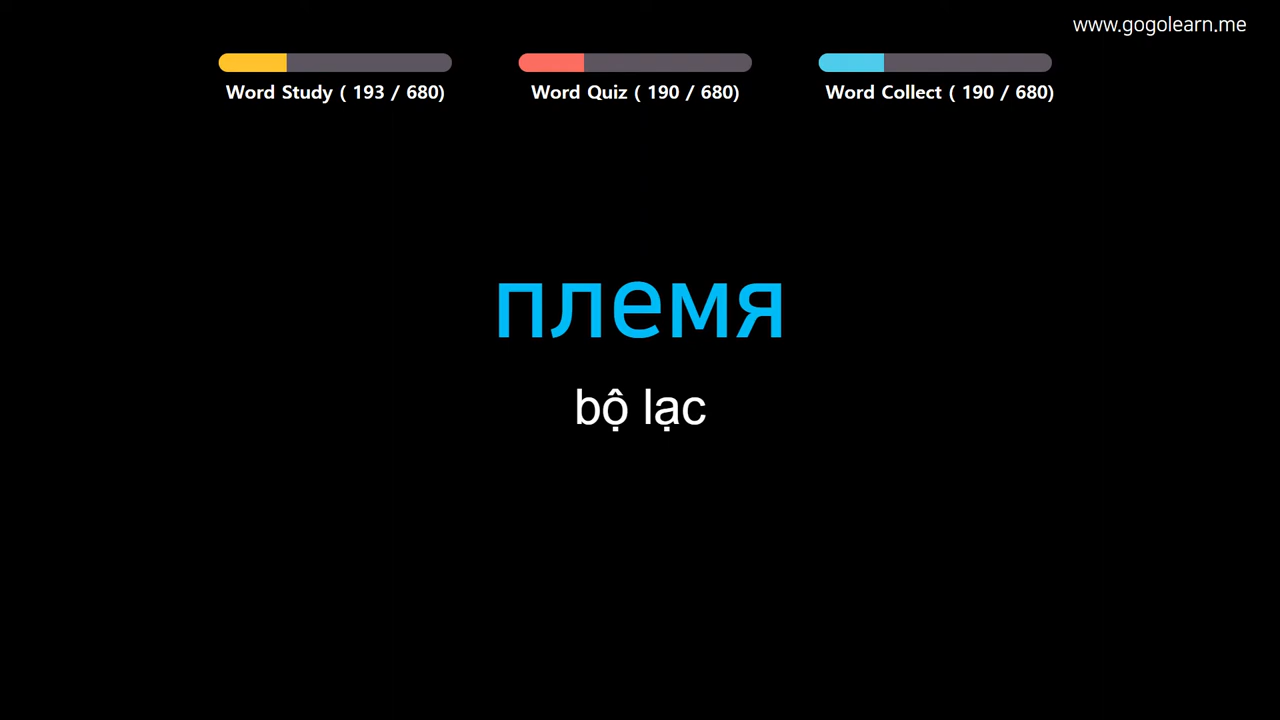 www.gogolearn.me
Word Study ( 193 / 680)
Word Quiz ( 190 / 680)
Word Collect ( 190 / 680)
племя
bộ lạc